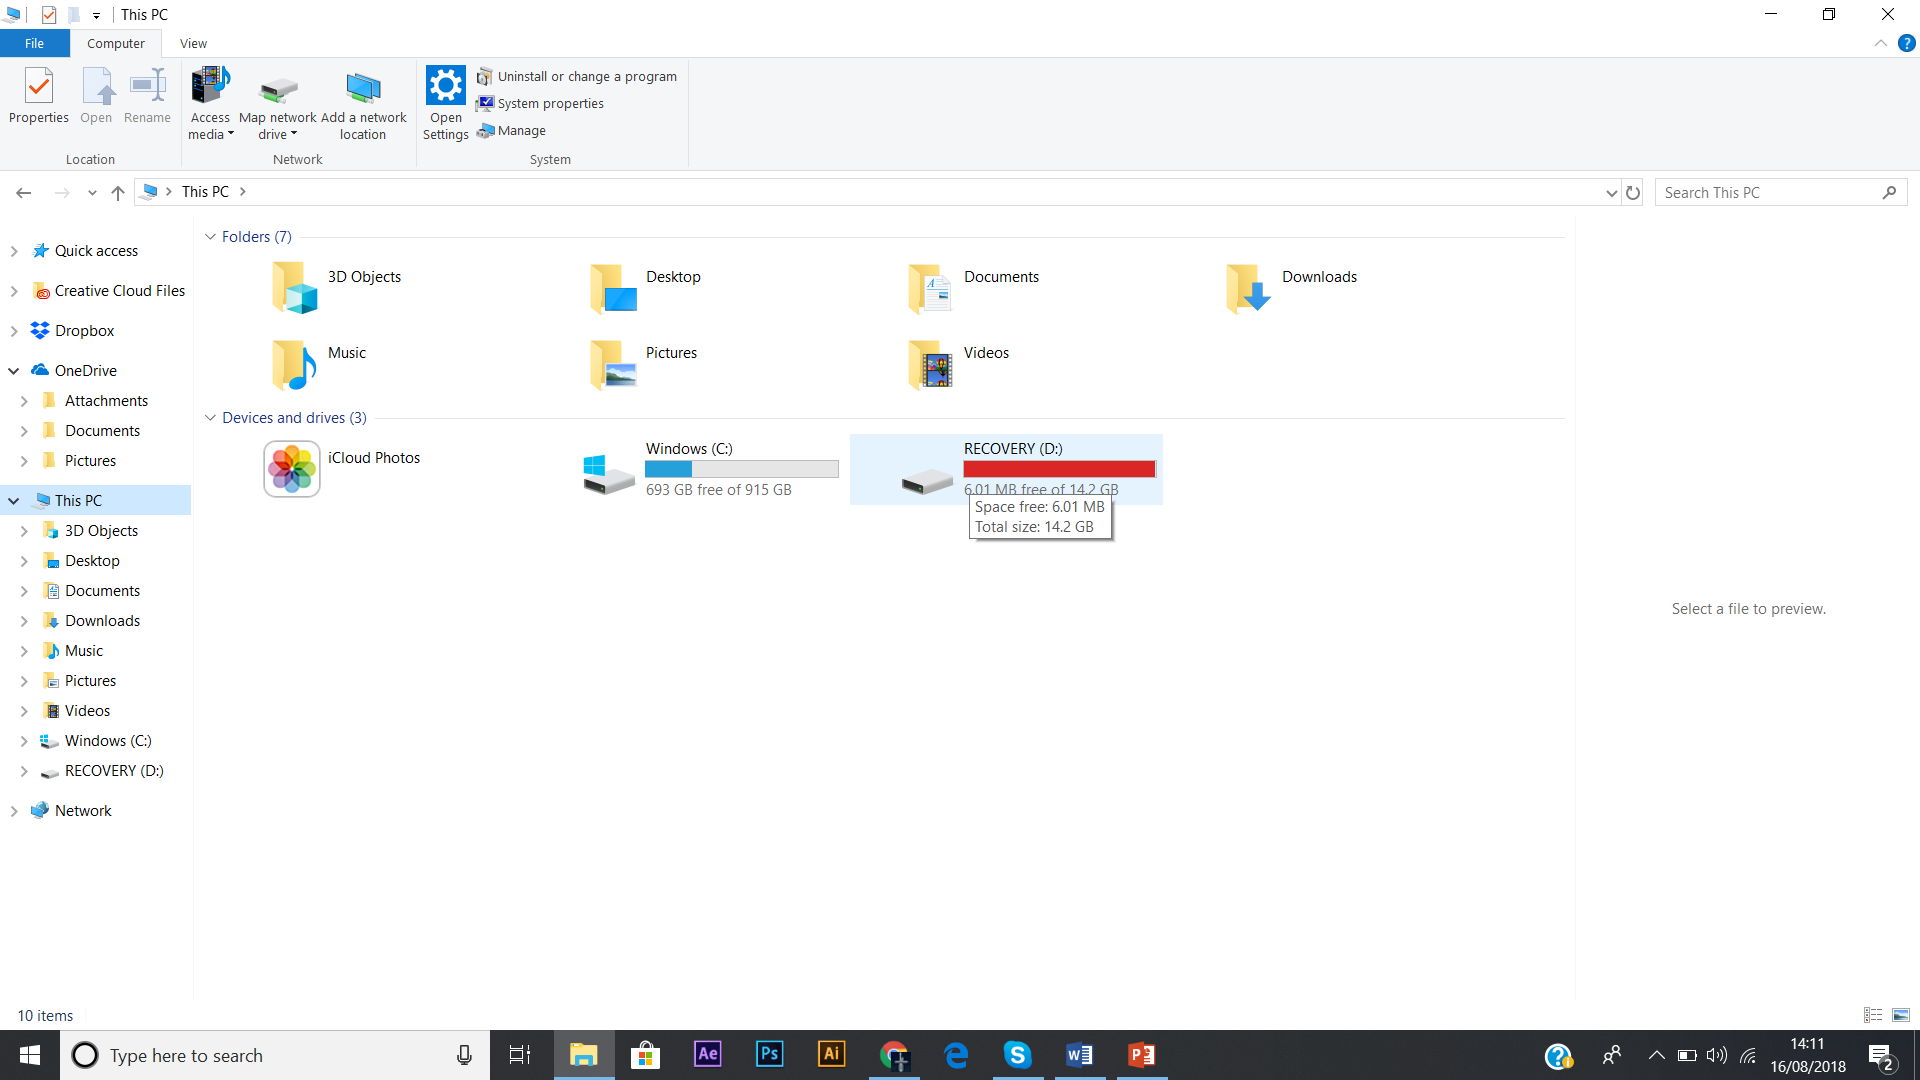 This PC
File
Computer
View
?
Properties
Open
Rename
Access
media
Map network
drive
Add a network
location
Open
Settings
Uninstall or change a program
System properties
Manage
Location
Network
System
This PC
Search This PC
Quick access
Creative Cloud Files
Dropbox
OneDrive
Attachments
Documents
Pictures
This PC
3D Objects
Desktop
Documents
Downloads
Music
Pictures
Videos
Windows (C:)
RECOVERY (D:)
Network
Folders (7)
3D Objects
Desktop
Documents
Downloads
Music
Pictures
Videos
Devices and drives (3)
iCloud Photos
Windows (C:)
693 GB free of 915 GB
RECOVERY (D:)
6.01 MB free of 14.2 GB
Space free: 6.01 MB
Total size: 14.2 GB
Select a file to preview.
10 items
Type here to search
Ae
Ps
Ai
14:11
16/08/2018
2